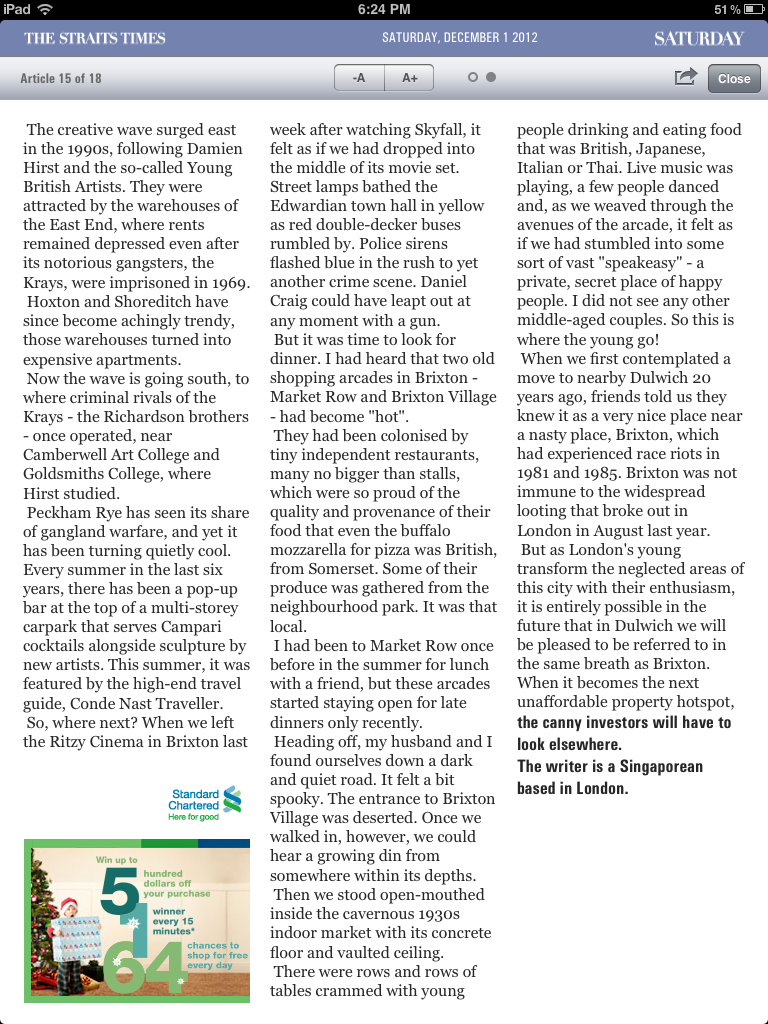 iPad
6:24 PM
51 %
THE STRAITS TIMES
SATURDAY, DECEMBER 1 2012
SATURDAY
Article 15 of 18
-A
A+
Close
The creative wave surged east
in the 1990s, following Damien
Hirst and the so-called Young
British Artists. They were
attracted by the warehouses of
the East End, where rents
remained depressed even after
its notorious gangsters, the
Krays, were imprisoned in 1969.
Hoxton and Shoreditch have
since become achingly trendy,
those warehouses turned into
expensive apartments.
Now the wave is going south, to
where criminal rivals of the
Krays - the Richardson brothers
- once operated, near
Camberwell Art College and
Goldsmiths College, where
Hirst studied.
Peckham Rye has seen its share
of gangland warfare, and yet it
has been turning quietly cool.
Every summer in the last six
years, there has been a pop-up
bar at the top of a multi-storey
carpark that serves Campari
cocktails alongside sculpture by
new artists. This summer, it was
featured by the high-end travel
guide, Conde Nast Traveller.
So, where next? When we left
the Ritzy Cinema in Brixton last
Standard
Chartered
Here for good
Win up to
5
hundred
dollars off
your purchase
1
winner
every 15
minutes*
64
chances to
shop for free
every day
week after watching Skyfall, it
felt as if we had dropped into
the middle of its movie set.
Street lamps bathed the
Edwardian town hall in yellow
as red double-decker buses
rumbled by. Police sirens
flashed blue in the rush to yet
another crime scene. Daniel
Craig could have leapt out at
any moment with a gun.
But it was time to look for
dinner. I had heard that two old
shopping arcades in Brixton -
Market Row and Brixton Village
- had become "hot".
They had been colonised by
tiny independent restaurants,
many no bigger than stalls,
which were so proud of the
quality and provenance of their
food that even the buffalo
mozzarella for pizza was British,
from Somerset. Some of their
produce was gathered from the
neighbourhood park. It was that
local.
I had been to Market Row once
before in the summer for lunch
with a friend, but these arcades
started staying open for late
dinners only recently.
Heading off, my husband and I
found ourselves down a dark
and quiet road. It felt a bit
spooky. The entrance to Brixton
Village was deserted. Once we
walked in, however, we could
hear a growing din from
somewhere within its depths.
Then we stood open-mouthed
inside the cavernous 1930s
indoor market with its concrete
floor and vaulted ceiling.
There were rows and rows of
tables crammed with young
people drinking and eating food
that was British, Japanese,
Italian or Thai. Live music was
playing, a few people danced
and, as we weaved through the
avenues of the arcade, it felt as
if we had stumbled into some
sort of vast "speakeasy" - a
private, secret place of happy
people. I did not see any other
middle-aged couples. So this is
where the young go!
When we first contemplated a
move to nearby Dulwich 20
years ago, friends told us they
knew it as a very nice place near
a nasty place, Brixton, which
had experienced race riots in
1981 and 1985. Brixton was not
immune to the widespread
looting that broke out in
London in August last year.
But as London's young
transform the neglected areas of
this city with their enthusiasm,
it is entirely possible in the
future that in Dulwich we will
be pleased to be referred to in
the same breath as Brixton.
When it becomes the next
unaffordable property hotspot,
the canny investors will have to
look elsewhere.
The writer is a Singaporean
based in London.